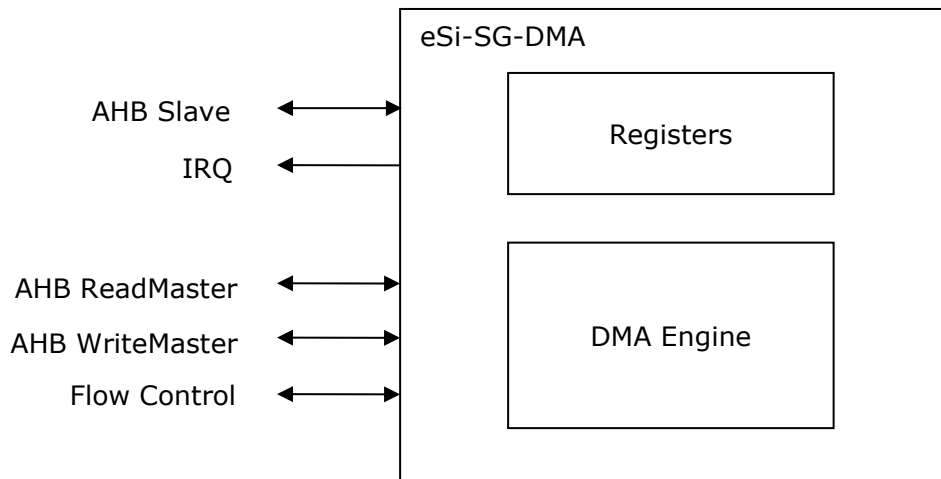 eSi-SG-DMA
AHB Slave
Registers
IRQ
AHB ReadMaster
AHB WriteMaster
DMA Engine
Flow Control